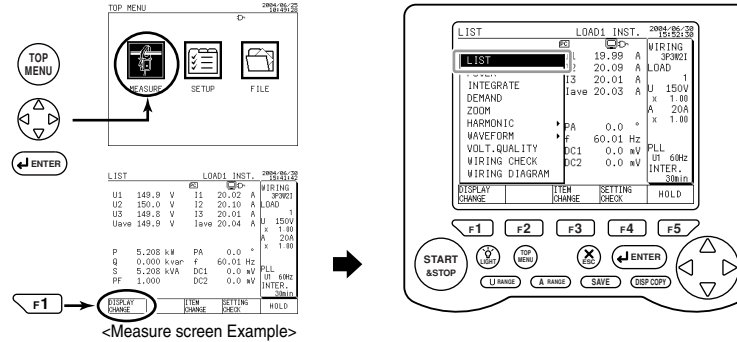 TOP MENU
2004/06/25
10:49:20
TOP
MENU
MEASURE
SETUP
FILE
ENTER
LIST
LOAD1 INST.
2004/06/30
15:41:42
U1 149.9 V I1 20.02 A
U2 150.0 V I2 20.10 A
U3 149.8 V I3 20.01 A
Uave 149.9 V Iave 20.04 A
P 5.208 kW PA 0.0 °
Q 0.000 kvar f 60.01 Hz
S 5.208 kVA DC1 0.0 mV
PF 1.000 DC2 0.0 mV
WIRING
3P3W2I
LOAD
1
U 150V
x 1.00
A 20A
x 1.00
PLL
U1 60Hz
INTER.
30min
F1
DISPLAY
CHANGE
ITEM
CHANGE
SETTING
CHECK
HOLD
<Measure screen Example>
LIST
LOAD1 INST.
2004/06/30
15:52:30
LIST
INTEGRATE
DEMAND
ZOOM
HARMONIC
WAVEFORM
VOLT.QUALITY
WIRING CHECK
WIRING DIAGRAM
19.99 A
20.09 A
I3 20.01 A
Iave 20.03 A
PA 0.0 °
f 60.01 Hz
DC1 0.0 mV
DC2 0.0 mV
WIRING
3P3W2I
LOAD
1
U 150V
x 1.00
A 20A
x 1.00
PLL
U1 60Hz
INTER.
30min
DISPLAY
CHANGE
ITEM
CHANGE
SETTING
CHECK
HOLD
F1
F2
F3
F4
F5
START
&STOP
LIGHT
TOP
MENU
ESC
ENTER
U RANGE
A RANGE
SAVE
DISP COPY